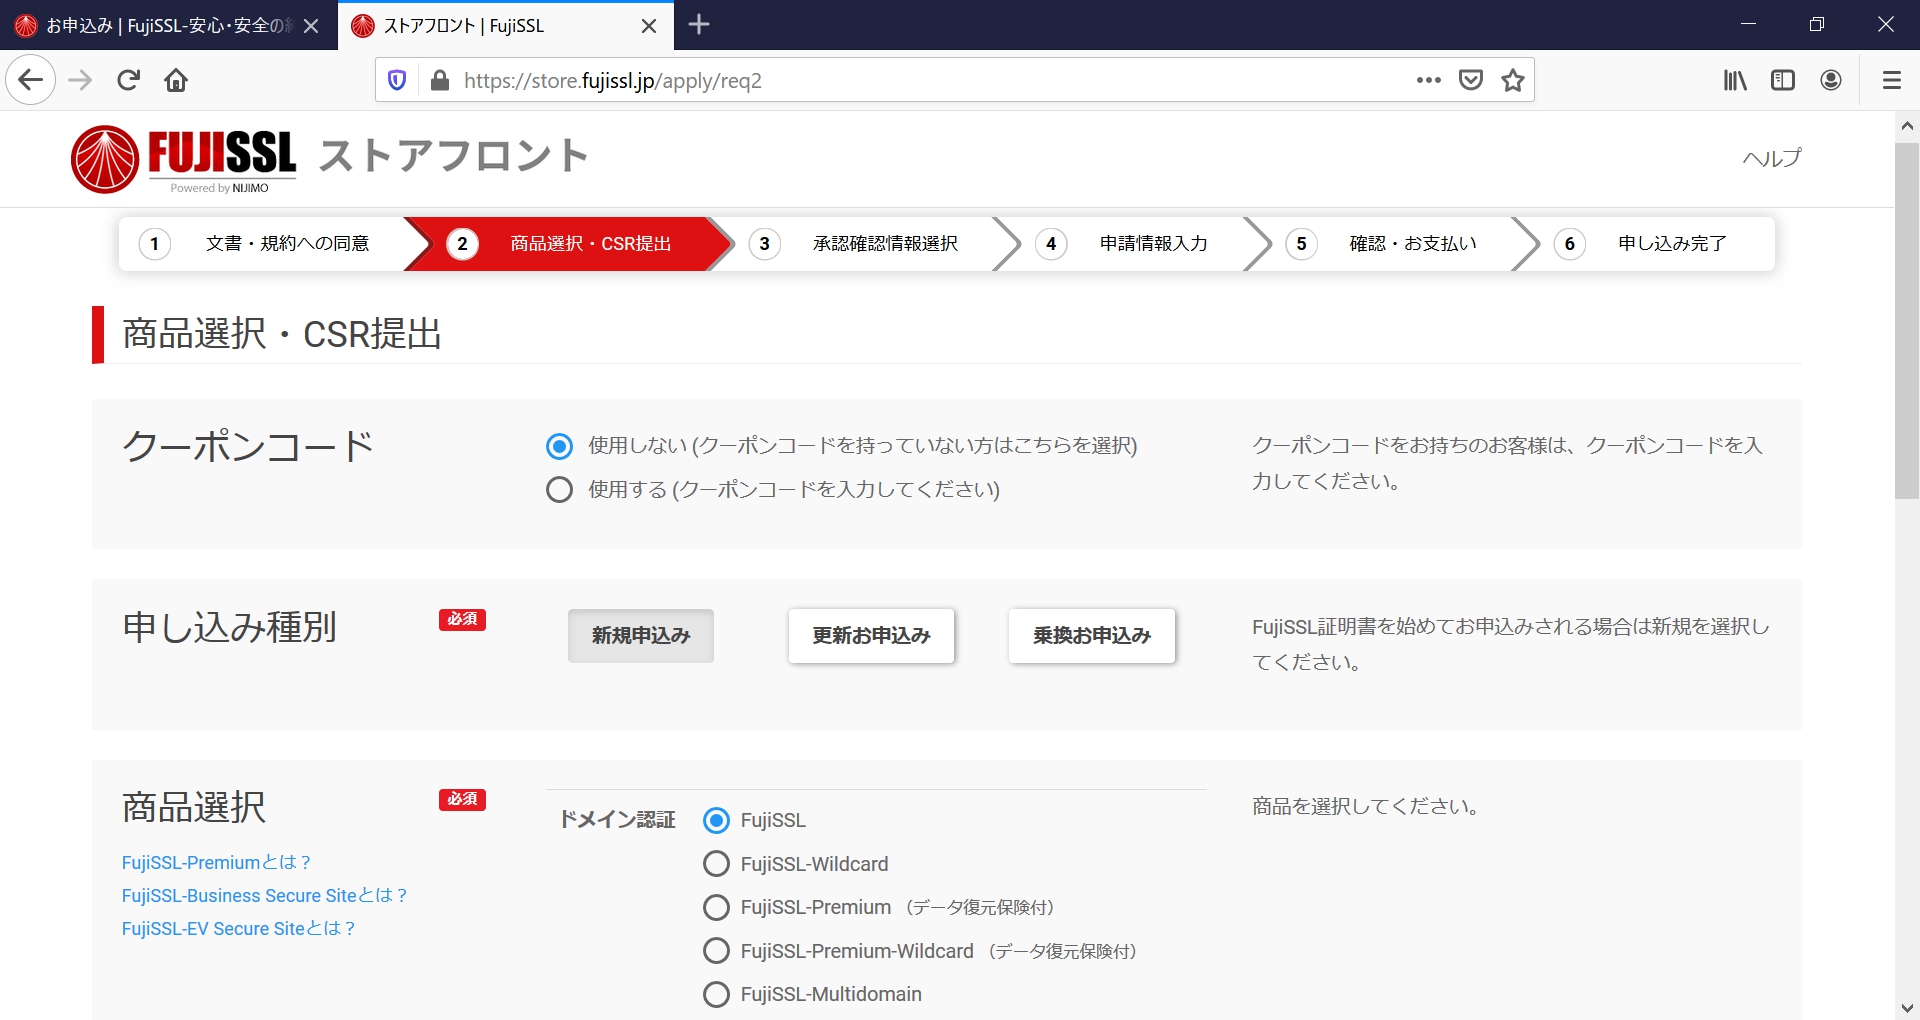 お申込み | FujiSSL-安心・安全の
ストアフロント | FujiSSL
https://store.fujissl.jp/apply/req2
FUJISSL ストアフロント
Powered by NIJIMO
ヘルプ
1 文書・規約への同意
2 商品選択・CSR提出
3 承認確認情報選択
4 申請情報入力
5 確認・お支払い
6 申し込み完了
商品選択・CSR提出
クーポンコード
使用しない (クーポンコードを持っていない方はこちらを選択)
使用する (クーポンコードを入力してください)
クーポンコードをお持ちのお客様は、クーポンコードを入
力してください。
申し込み種別
必須
新規申込み
更新お申込み
乗換お申込み
FujiSSL証明書を始めてお申込みされる場合は新規を選択し
てください。
商品選択
必須
FujiSSL-Premiumとは？
FujiSSL-Business Secure Siteとは？
FujiSSL-EV Secure Siteとは？
ドメイン認証
FujiSSL
FujiSSL-Wildcard
FujiSSL-Premium （データ復元保険付）
FujiSSL-Premium-Wildcard （データ復元保険付）
FujiSSL-Multidomain
商品を選択してください。